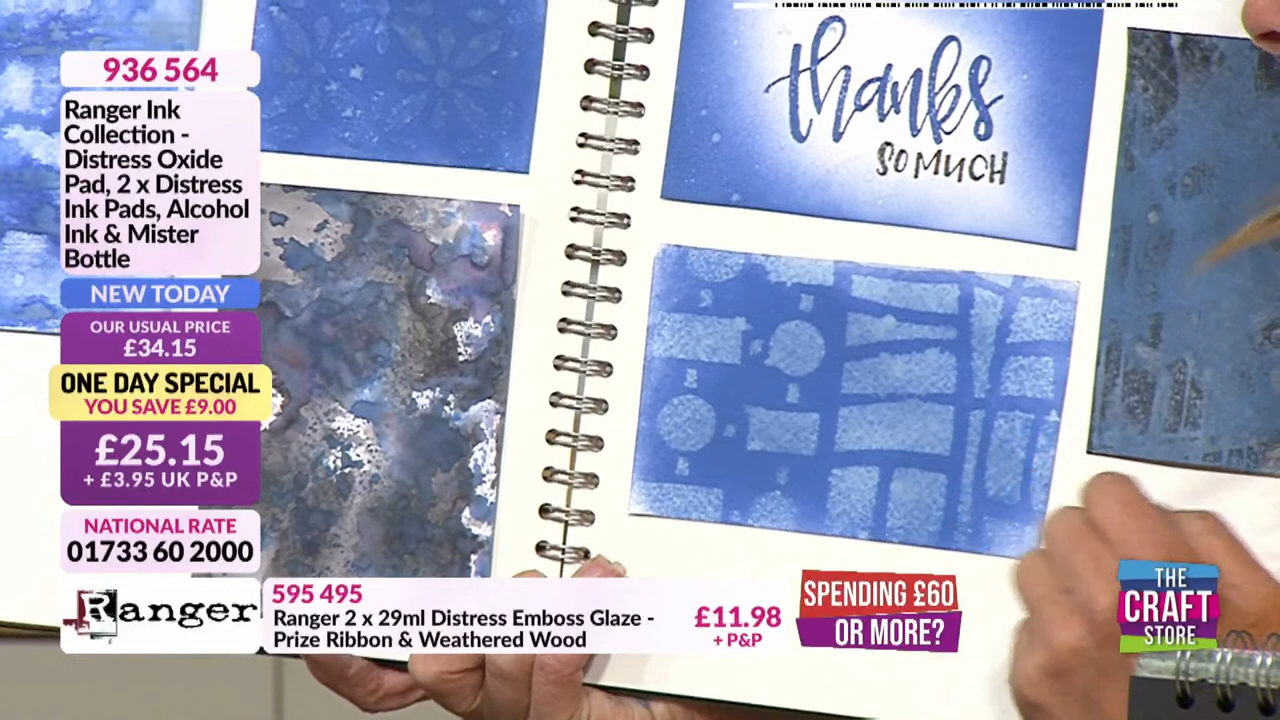 936 564
Ranger Ink
Collection -
Distress Oxide
Pad, 2 x Distress
Ink Pads, Alcohol
Ink & Mister
Bottle
NEW TODAY
OUR USUAL PRICE
£34.15
ONE DAY SPECIAL
YOU SAVE £9.00
£25.15
+ £3.95 UK P&P
NATIONAL RATE
01733 60 2000
Ranger
595 495
Ranger 2 x 29ml Distress Emboss Glaze -
Prize Ribbon & Weathered Wood
£11.98
+ P&P
SPENDING £60
OR MORE?
THE
CRAFT
STORE
thanks
SO MUCH